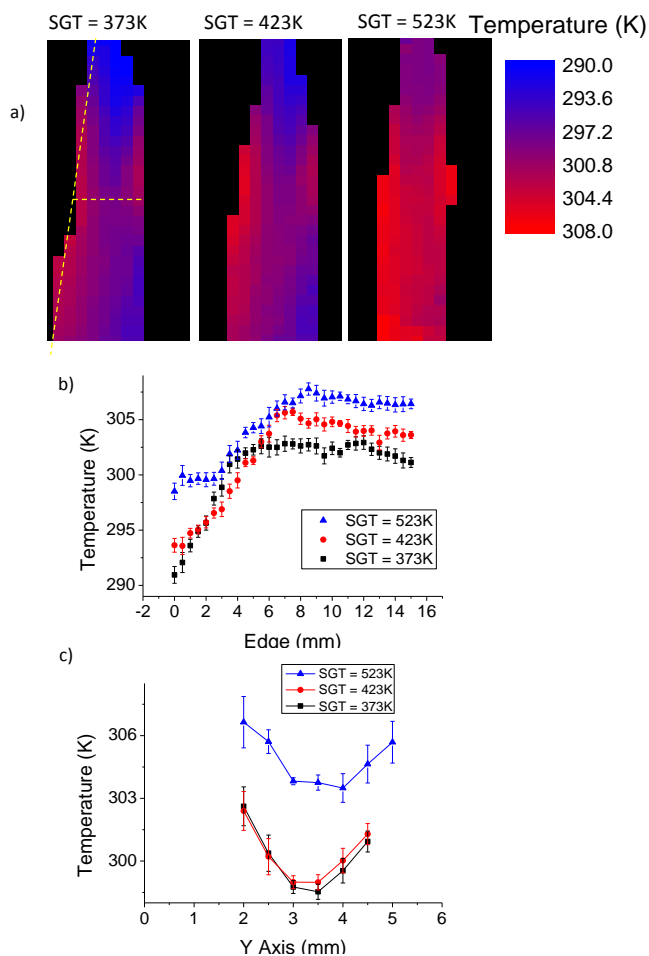 SGT = 373K
SGT = 423K
SGT = 523K
Temperature (K)
a)
290.0
293.6
297.2
300.8
304.4
308.0
b)
305
300
295
290
Temperature (K)
SGT = 523K
SGT = 423K
SGT = 373K
-2 0 2 4 6 8 10 12 14 16
Edge (mm)
c)
SGT = 523K
SGT = 423K
SGT = 373K
306
303
300
Temperature (K)
0 1 2 3 4 5 6
Y Axis (mm)